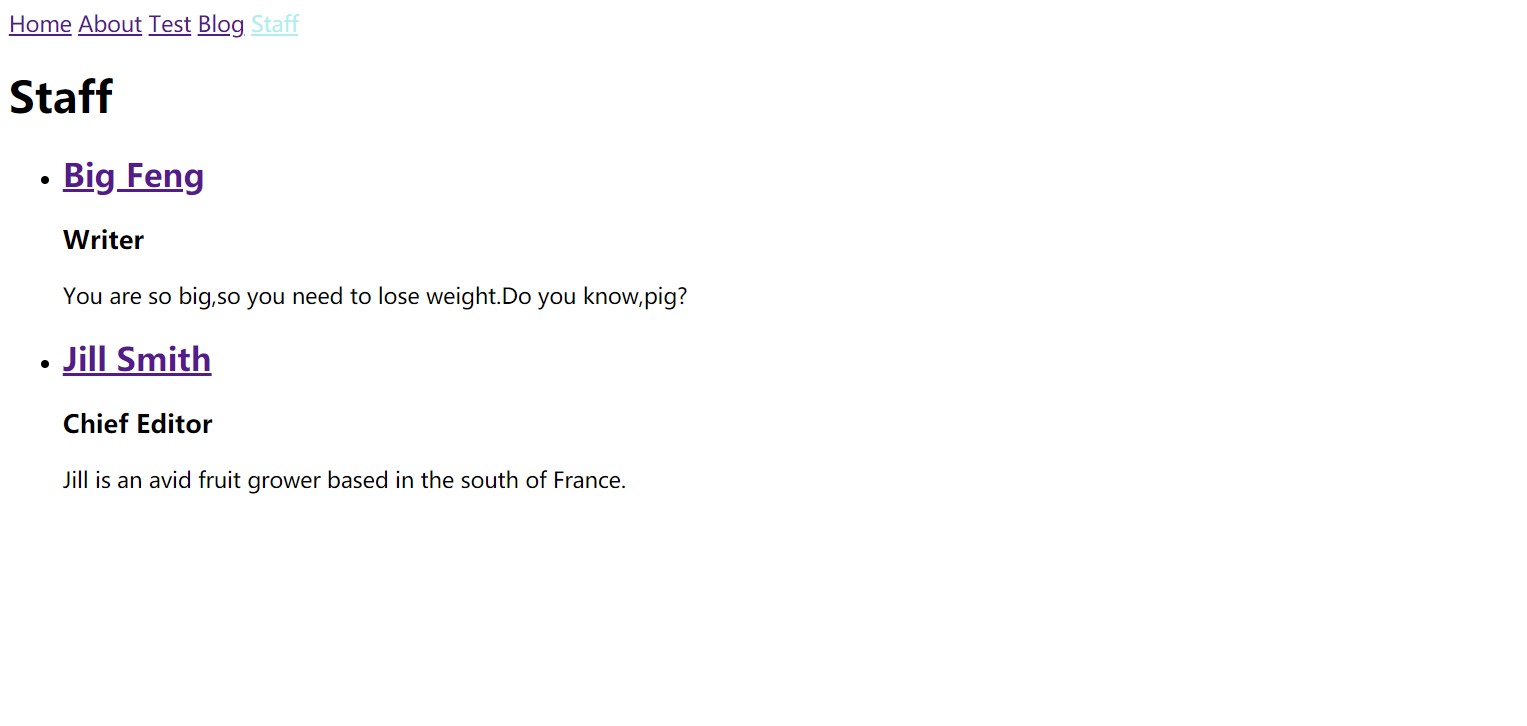 Home About Test Blog Staff
Staff
Big Feng
Writer
You are so big,so you need to lose weight.Do you know,pig?
Jill Smith
Chief Editor
Jill is an avid fruit grower based in the south of France.